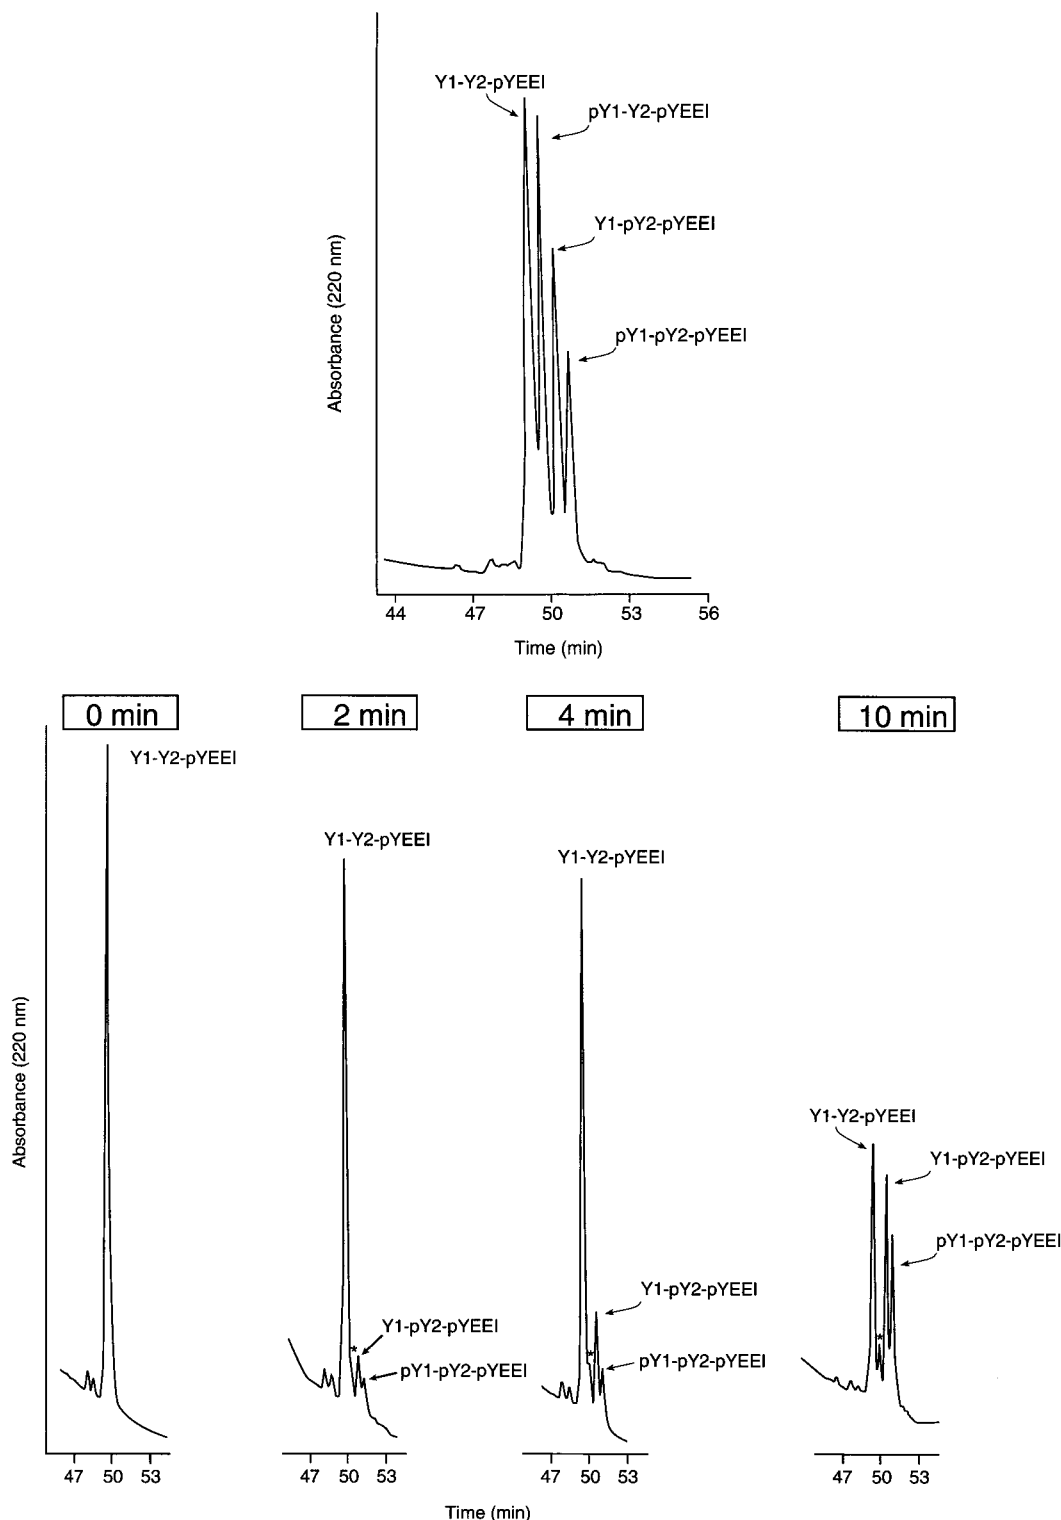 Y1-Y2-pYEEI
pY1-Y2-pYEEI
Y1-pY2-pYEEI
pY1-pY2-pYEEI
Absorbance (220 nm)
44 47 50 53 56
Time (min)
0 min 2 min 4 min 10 min
Y1-Y2-pYEEI
Y1-Y2-pYEEI
Y1-Y2-pYEEI
Absorbance (220 nm)
Y1-Y2-pYEEI
Y1-pY2-pYEEI
pY1-pY2-pYEEI
*
Y1-pY2-pYEEI
*
Y1-pY2-pYEEI
pY1-pY2-pYEEI
*
pY1-pY2-pYEEI
47 50 53 47 50 53 47 50 53 47 50 53
Time (min)